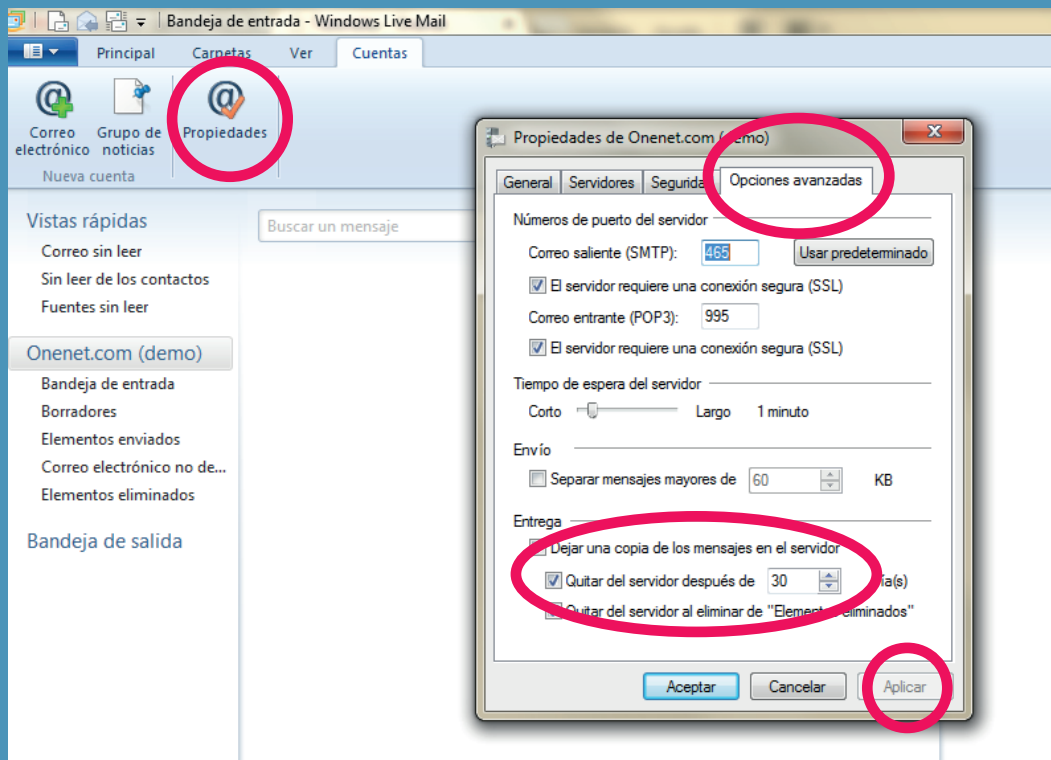 Bandeja de entrada - Windows Live Mail
Principal Carpetas Ver Cuentas
Correo electrónico
Grupo de noticias
Propiedades
Nueva cuenta
Vistas rápidas
Correo sin leer
Sin leer de los contactos
Fuentes sin leer
Onenet.com (demo)
Bandeja de entrada
Borradores
Elementos enviados
Correo electrónico no de...
Elementos eliminados
Bandeja de salida
Buscar un mensaje
Propiedades de Onenet.com (demo)
General Servidores Seguridad Opciones avanzadas
Números de puerto del servidor
Correo saliente (SMTP): 465 Usar predeterminado
El servidor requiere una conexión segura (SSL)
Correo entrante (POP3): 995
El servidor requiere una conexión segura (SSL)
Tiempo de espera del servidor
Corto Largo 1 minuto
Envío
Separar mensajes mayores de 60 KB
Entrega
Dejar una copia de los mensajes en el servidor
Quitar del servidor después de 30 día(s)
Quitar del servidor al eliminar de "Elementos eliminados"
Aceptar Cancelar Aplicar